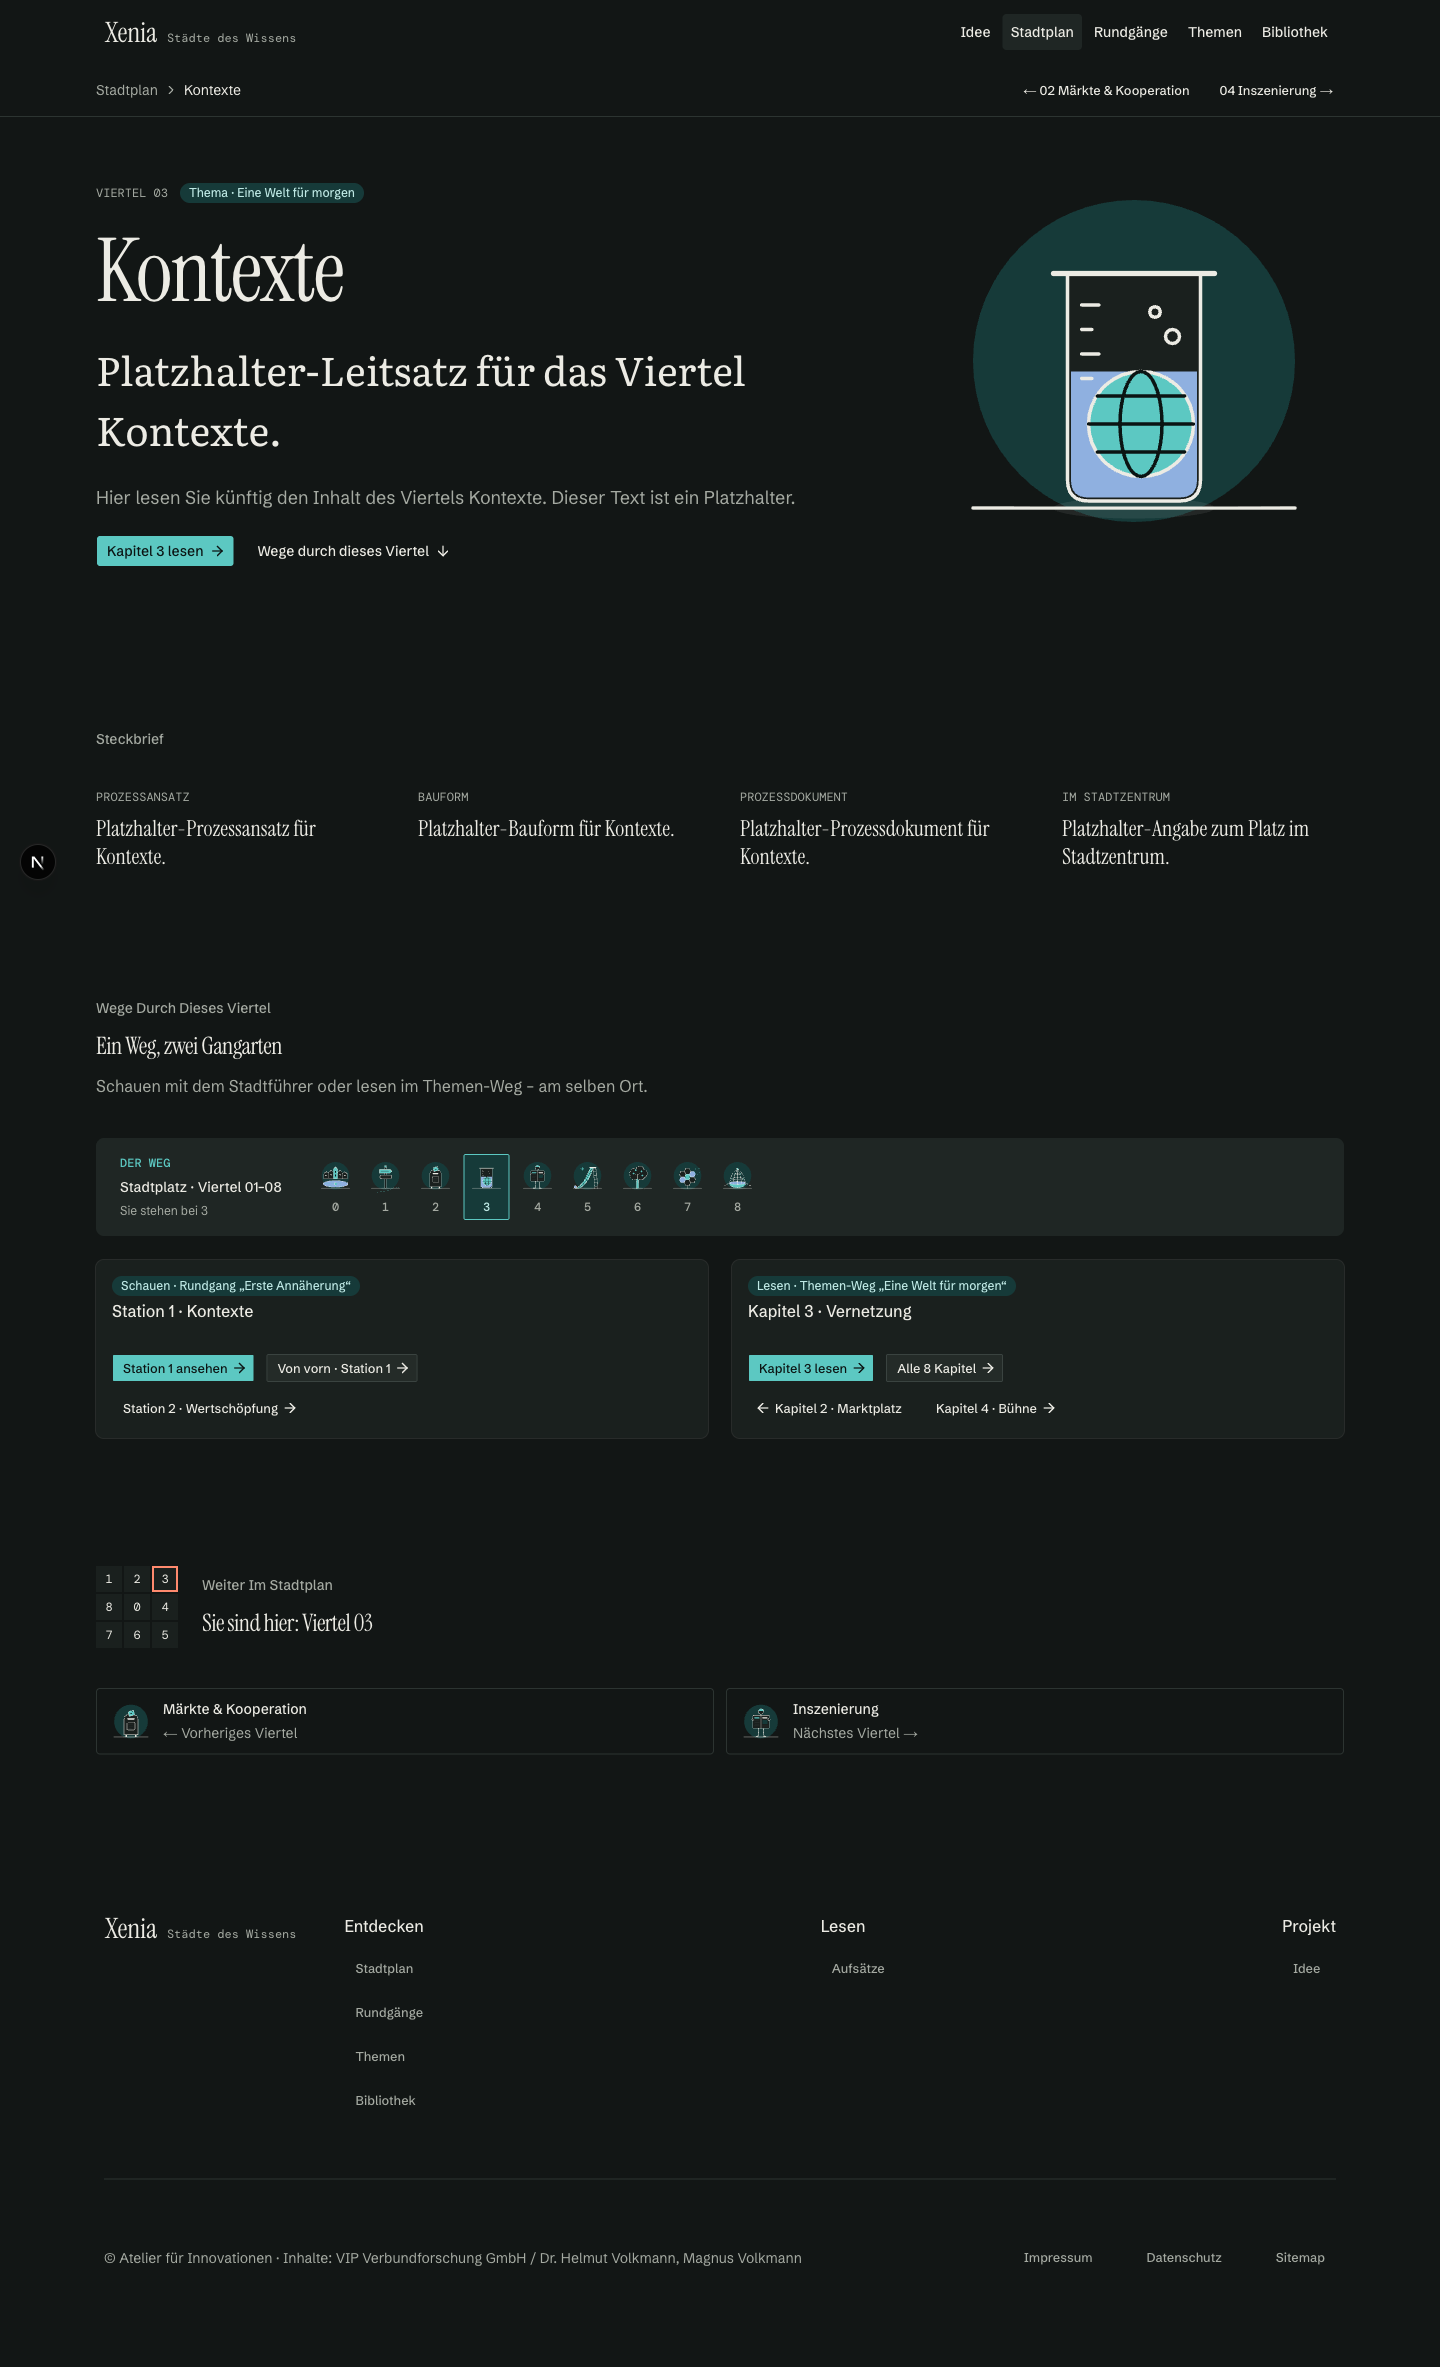 Xenia Städte des Wissens
Idee Stadtplan Rundgänge Themen Bibliothek
Stadtplan > Kontexte
← 02 Märkte & Kooperation 04 Inszenierung →
VIERTEL 03 Thema · Eine Welt für morgen
Kontexte
Platzhalter-Leitsatz für das Viertel
Kontexte.
Hier lesen Sie künftig den Inhalt des Viertels Kontexte. Dieser Text ist ein Platzhalter.
Kapitel 3 lesen → Wege durch dieses Viertel ↓
Steckbrief
PROZESSANSATZ
Platzhalter-Prozessansatz für
Kontexte.
BAUFORM
Platzhalter-Bauform für Kontexte.
PROZESSDOKUMENT
Platzhalter-Prozessdokument für
Kontexte.
IM STADTZENTRUM
Platzhalter-Angabe zum Platz im
Stadtzentrum.
N
Wege Durch Dieses Viertel
Ein Weg, zwei Gangarten
Schauen mit dem Stadtführer oder lesen im Themen-Weg – am selben Ort.
DER WEG
Stadtplatz · Viertel 01–08
Sie stehen bei 3
0 1 2 3 4 5 6 7 8
Schauen · Rundgang „Erste Annäherung“
Station 1 · Kontexte
Station 1 ansehen → Von vorn · Station 1 →
Station 2 · Wertschöpfung →
Lesen · Themen-Weg „Eine Welt für morgen“
Kapitel 3 · Vernetzung
Kapitel 3 lesen → Alle 8 Kapitel →
← Kapitel 2 · Marktplatz Kapitel 4 · Bühne →
1 2 3
8 0 4
7 6 5
Weiter Im Stadtplan
Sie sind hier: Viertel 03
Märkte & Kooperation
← Vorheriges Viertel
Inszenierung
Nächstes Viertel →
Xenia Städte des Wissens
Entdecken
Stadtplan
Rundgänge
Themen
Bibliothek
Lesen
Aufsätze
Projekt
Idee
© Atelier für Innovationen · Inhalte: VIP Verbundforschung GmbH / Dr. Helmut Volkmann, Magnus Volkmann
Impressum Datenschutz Sitemap